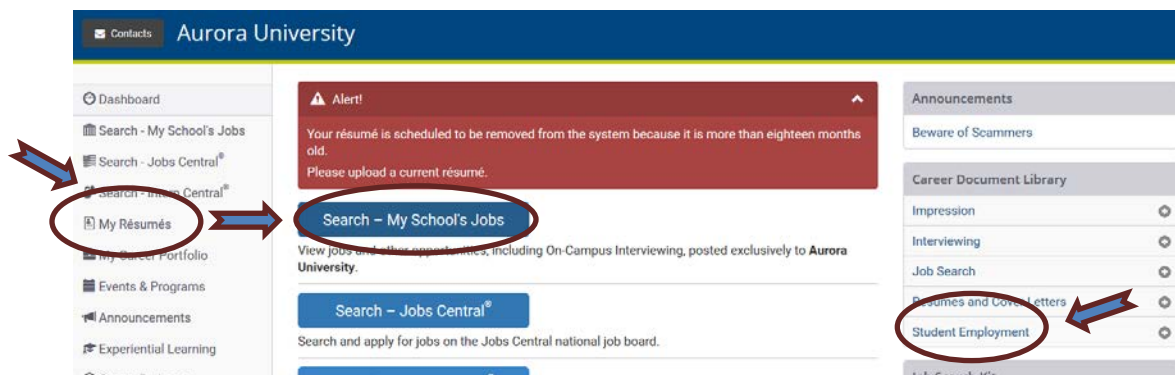 Contacts Aurora University
Dashboard
Search - My School's Jobs
Search - Jobs Central®
Search - Intern Central®
My Résumés
My Career Portfolio
Events & Programs
Announcements
Experiential Learning
Alert!
Your résumé is scheduled to be removed from the system because it is more than eighteen months
old.
Please upload a current résumé.
Search – My School's Jobs
View jobs and other opportunities, including On-Campus Interviewing, posted exclusively to Aurora
University.
Search – Jobs Central®
Search and apply for jobs on the Jobs Central national job board.
Announcements
Beware of Scammers
Career Document Library
Impression
Interviewing
Job Search
Resumes and Cover Letters
Student Employment